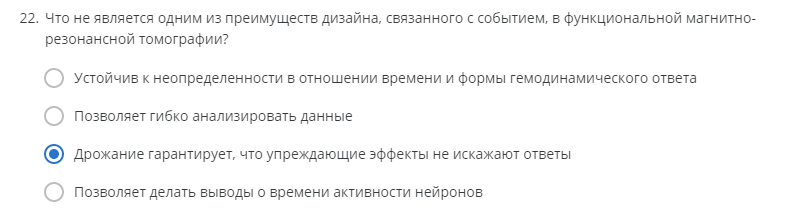 22. Что не является одним из преимуществ дизайна, связанного с событием, в функциональной магнитно-
резонансной томографии?
Устойчив к неопределенности в отношении времени и формы гемодинамического ответа
Позволяет гибко анализировать данные
Дрожание гарантирует, что упреждающие эффекты не искажают ответы
Позволяет делать выводы о времени активности нейронов